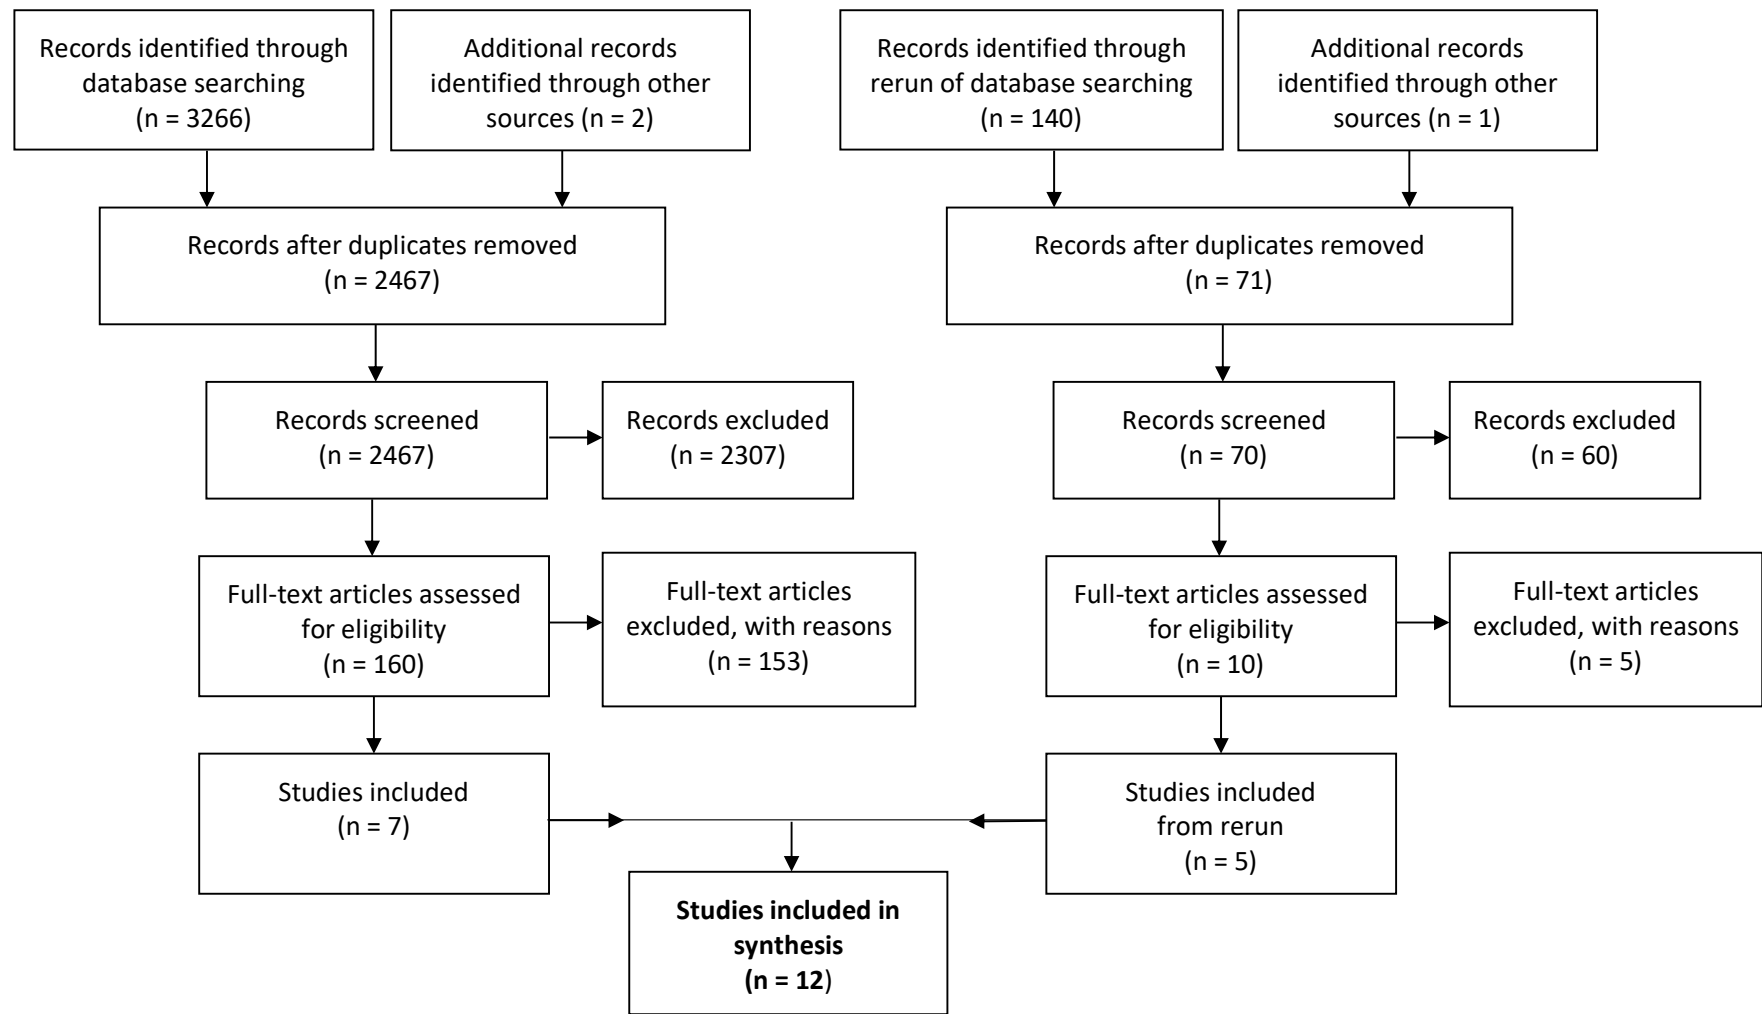 Records identified through
database searching
(n = 3266)
Additional records
identified through other
sources (n = 2)
Records identified through
rerun of database searching
(n = 140)
Additional records
identified through other
sources (n = 1)
Records after duplicates removed
(n = 2467)
Records after duplicates removed
(n = 71)
Records screened
(n = 2467)
Records excluded
(n = 2307)
Records screened
(n = 70)
Records excluded
(n = 60)
Full-text articles assessed
for eligibility
(n = 160)
Full-text articles
excluded, with reasons
(n = 153)
Full-text articles assessed
for eligibility
(n = 10)
Full-text articles
excluded, with reasons
(n = 5)
Studies included
(n = 7)
Studies included
from rerun
(n = 5)
Studies included in
synthesis
(n = 12)